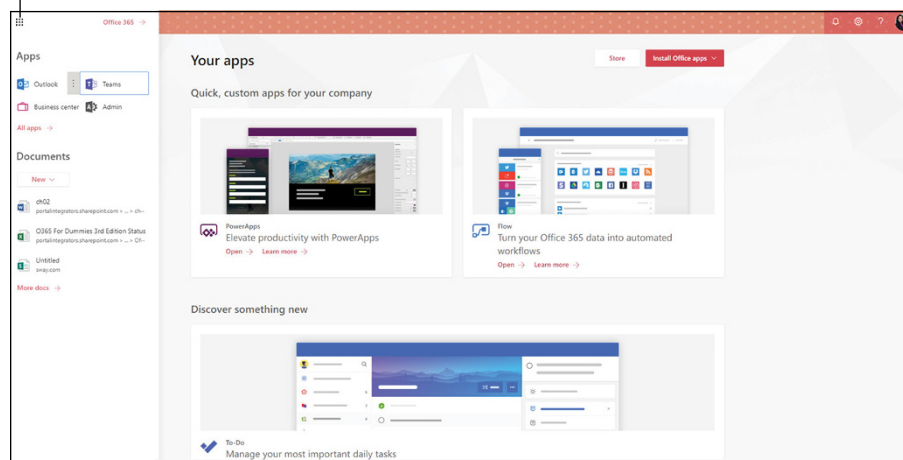 Office 365 →
Apps
Outlook
Teams
Business center
Admin
All apps →
Documents
New
ch02
portalintegrators.sharepoint.com > ... > ch--
O365 For Dummies 3rd Edition Status
portalintegrators.sharepoint.com > ... > Of--
Untitled
sway.com
More docs →
Your apps
Store
Install Office apps
Quick, custom apps for your company
PowerApps
Elevate productivity with PowerApps
Open → Learn more →
Flow
Turn your Office 365 data into automated
workflows
Open → Learn more →
Discover something new
To-Do
Manage your most important daily tasks